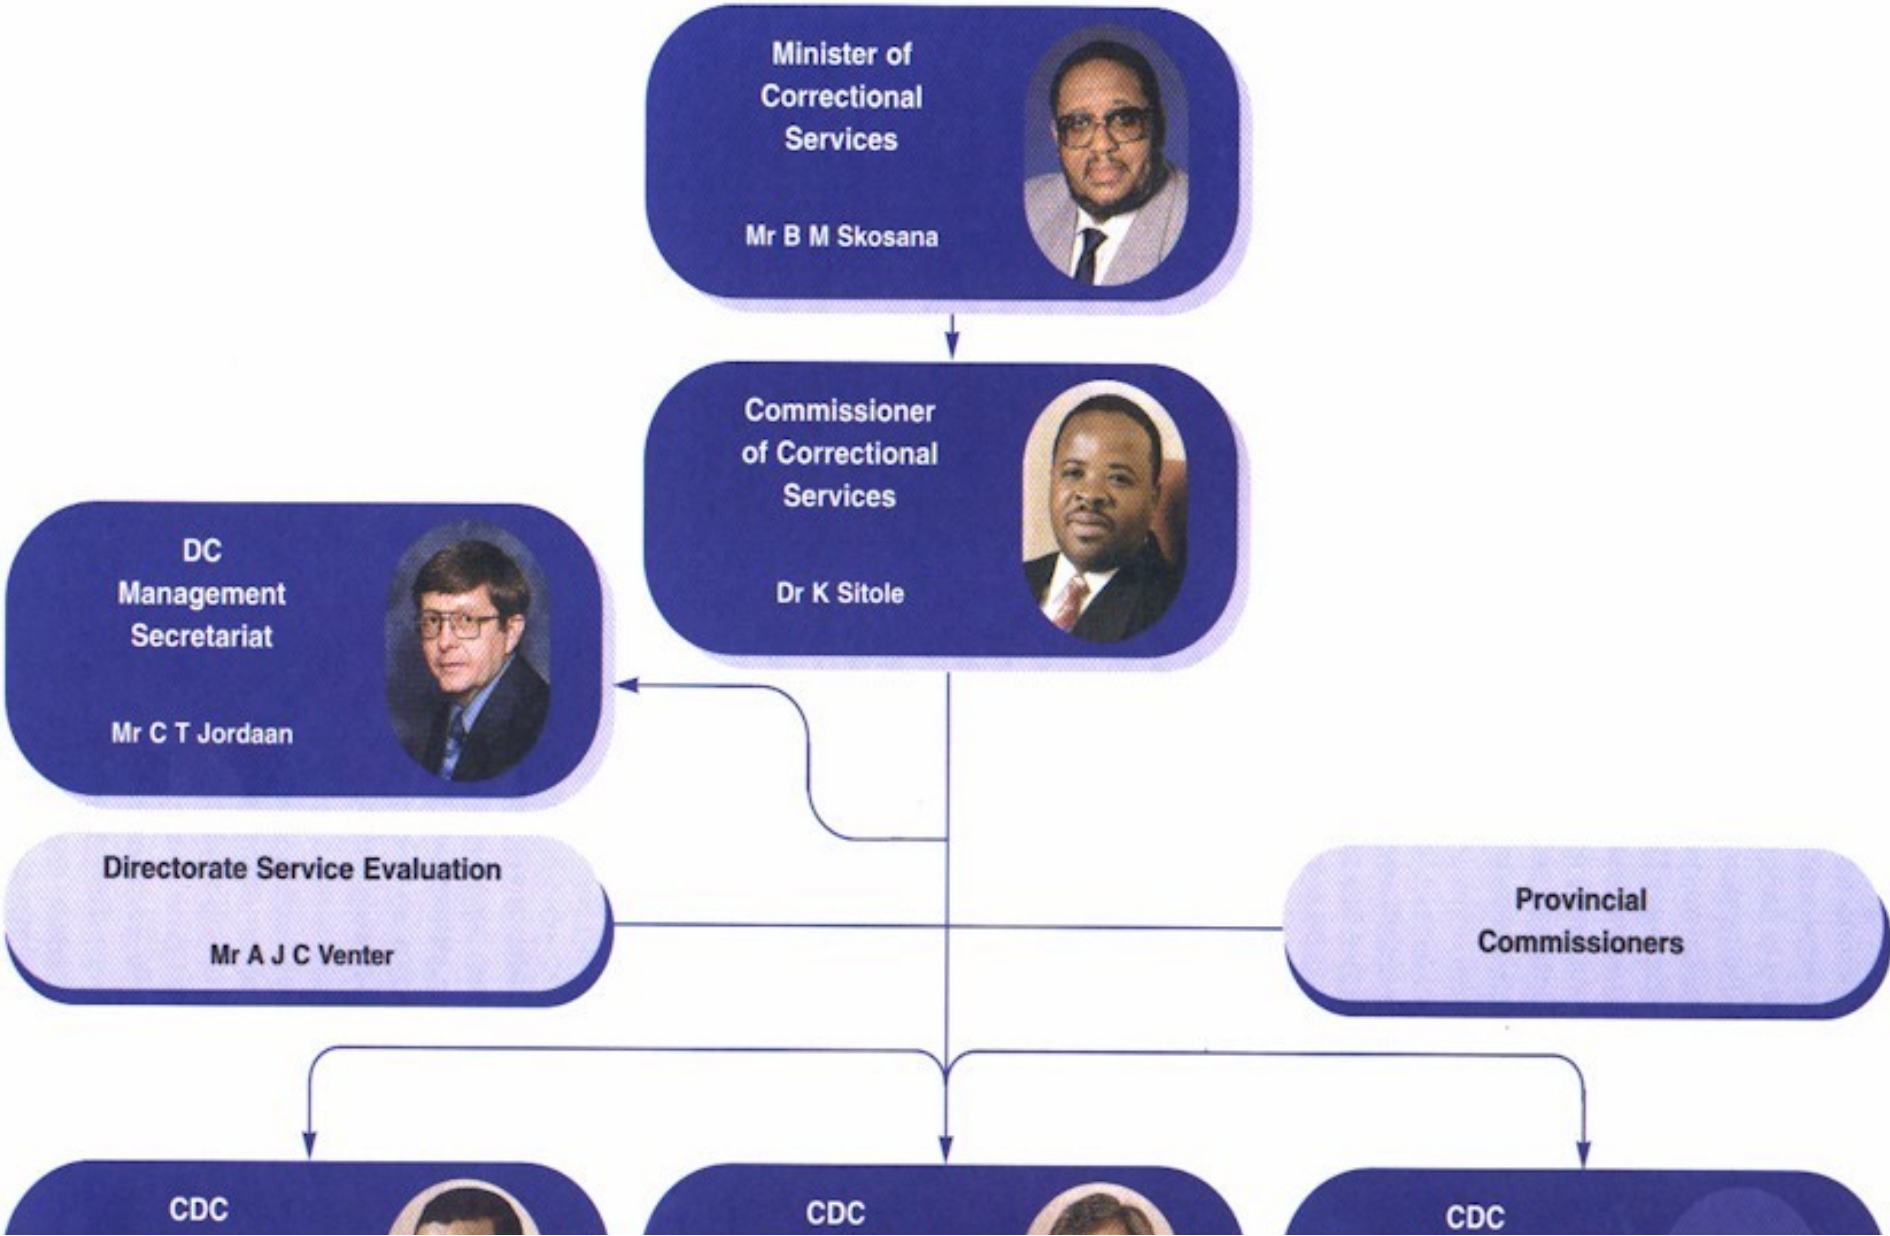 Minister of
Correctional
Services
Mr B M Skosana
Commissioner
of Correctional
Services
Dr K Sitole
DC
Management
Secretariat
Mr C T Jordaan
Directorate Service Evaluation
Mr A J C Venter
Provincial
Commissioners
CDC
CDC
CDC